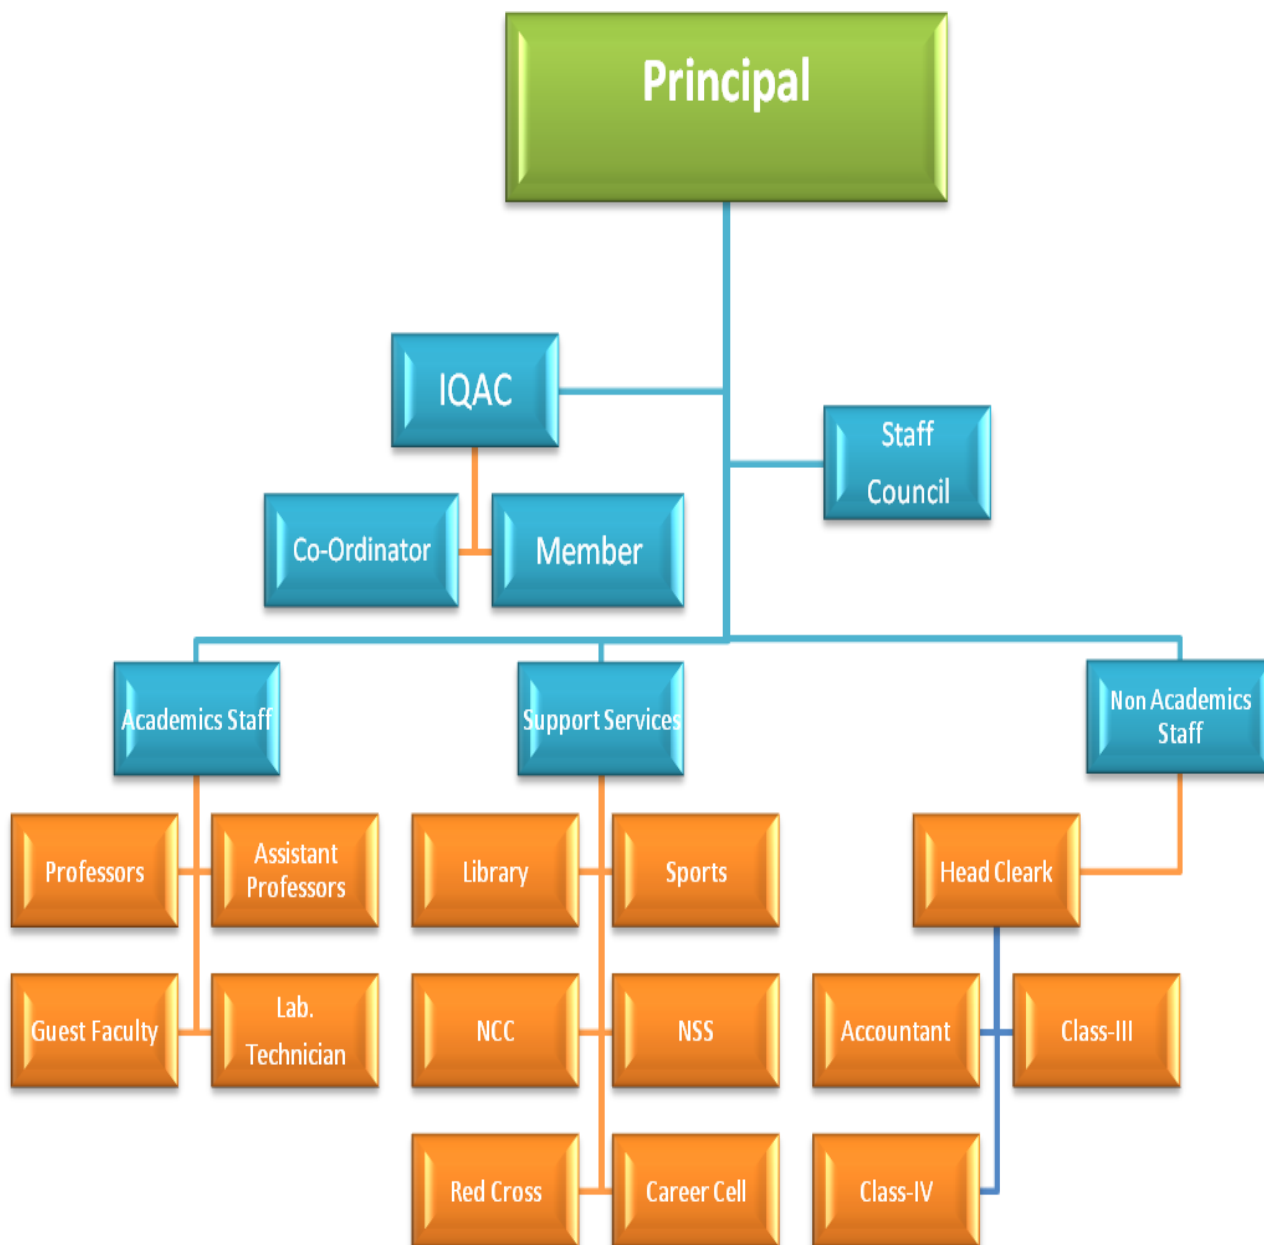 Principal
IQAC
Staff
Council
Co-Ordinator
Member
Academics Staff
Support Services
Non Academics
Staff
Professors
Assistant
Professors
Library
Sports
Head Cleark
Guest Faculty
Lab.
Technician
NCC
NSS
Accountant
Class-III
Red Cross
Career Cell
Class-IV